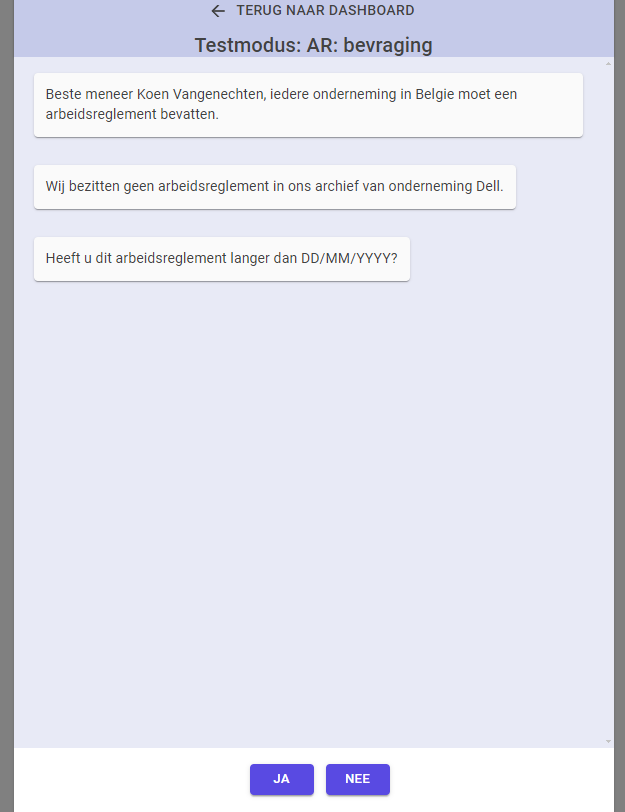 TERUG NAAR DASHBOARD
Testmodus: AR: bevraging
Beste meneer Koen Vangenechten, iedere onderneming in Belgie moet een
arbeidsreglement bevatten.
Wij bezitten geen arbeidsreglement in ons archief van onderneming Dell.
Heeft u dit arbeidsreglement langer dan DD/MM/YYYY?
JA
NEE